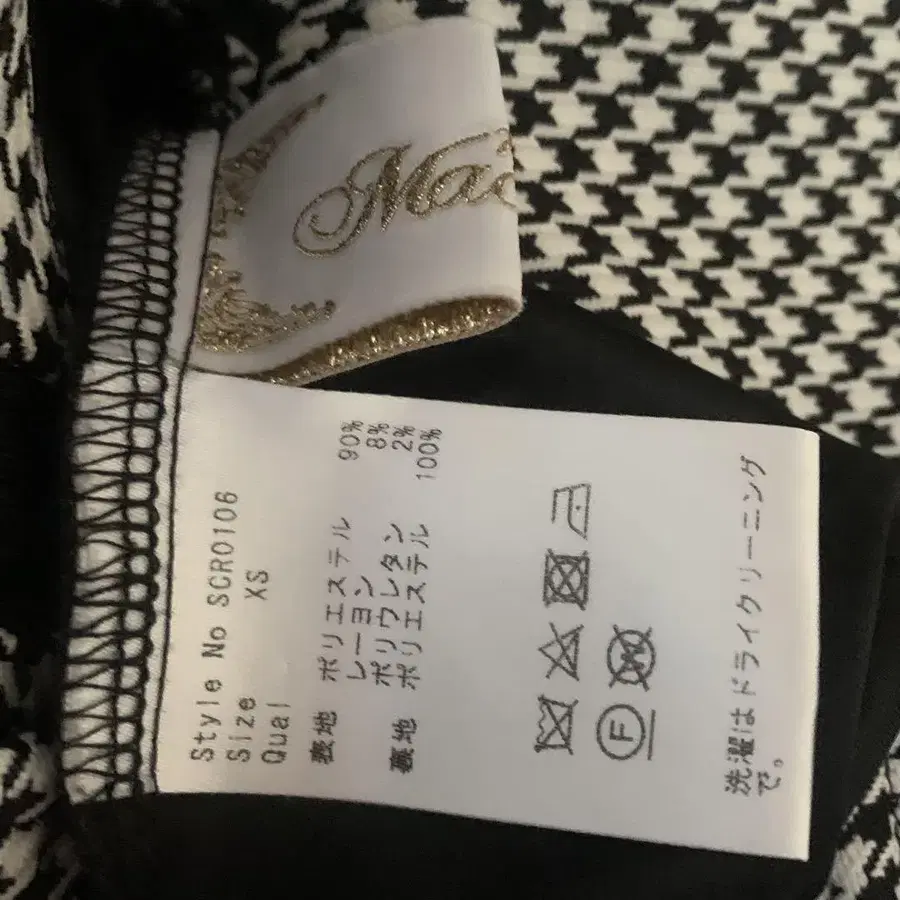 Mad
Style No SCR0106
Size XS
Qual
表地 ポリエステル 90%
レーヨン 8%
ポリウレタン 2%
裏地 ポリエステル 100%
F W
洗濯はドライクリーニング
で。